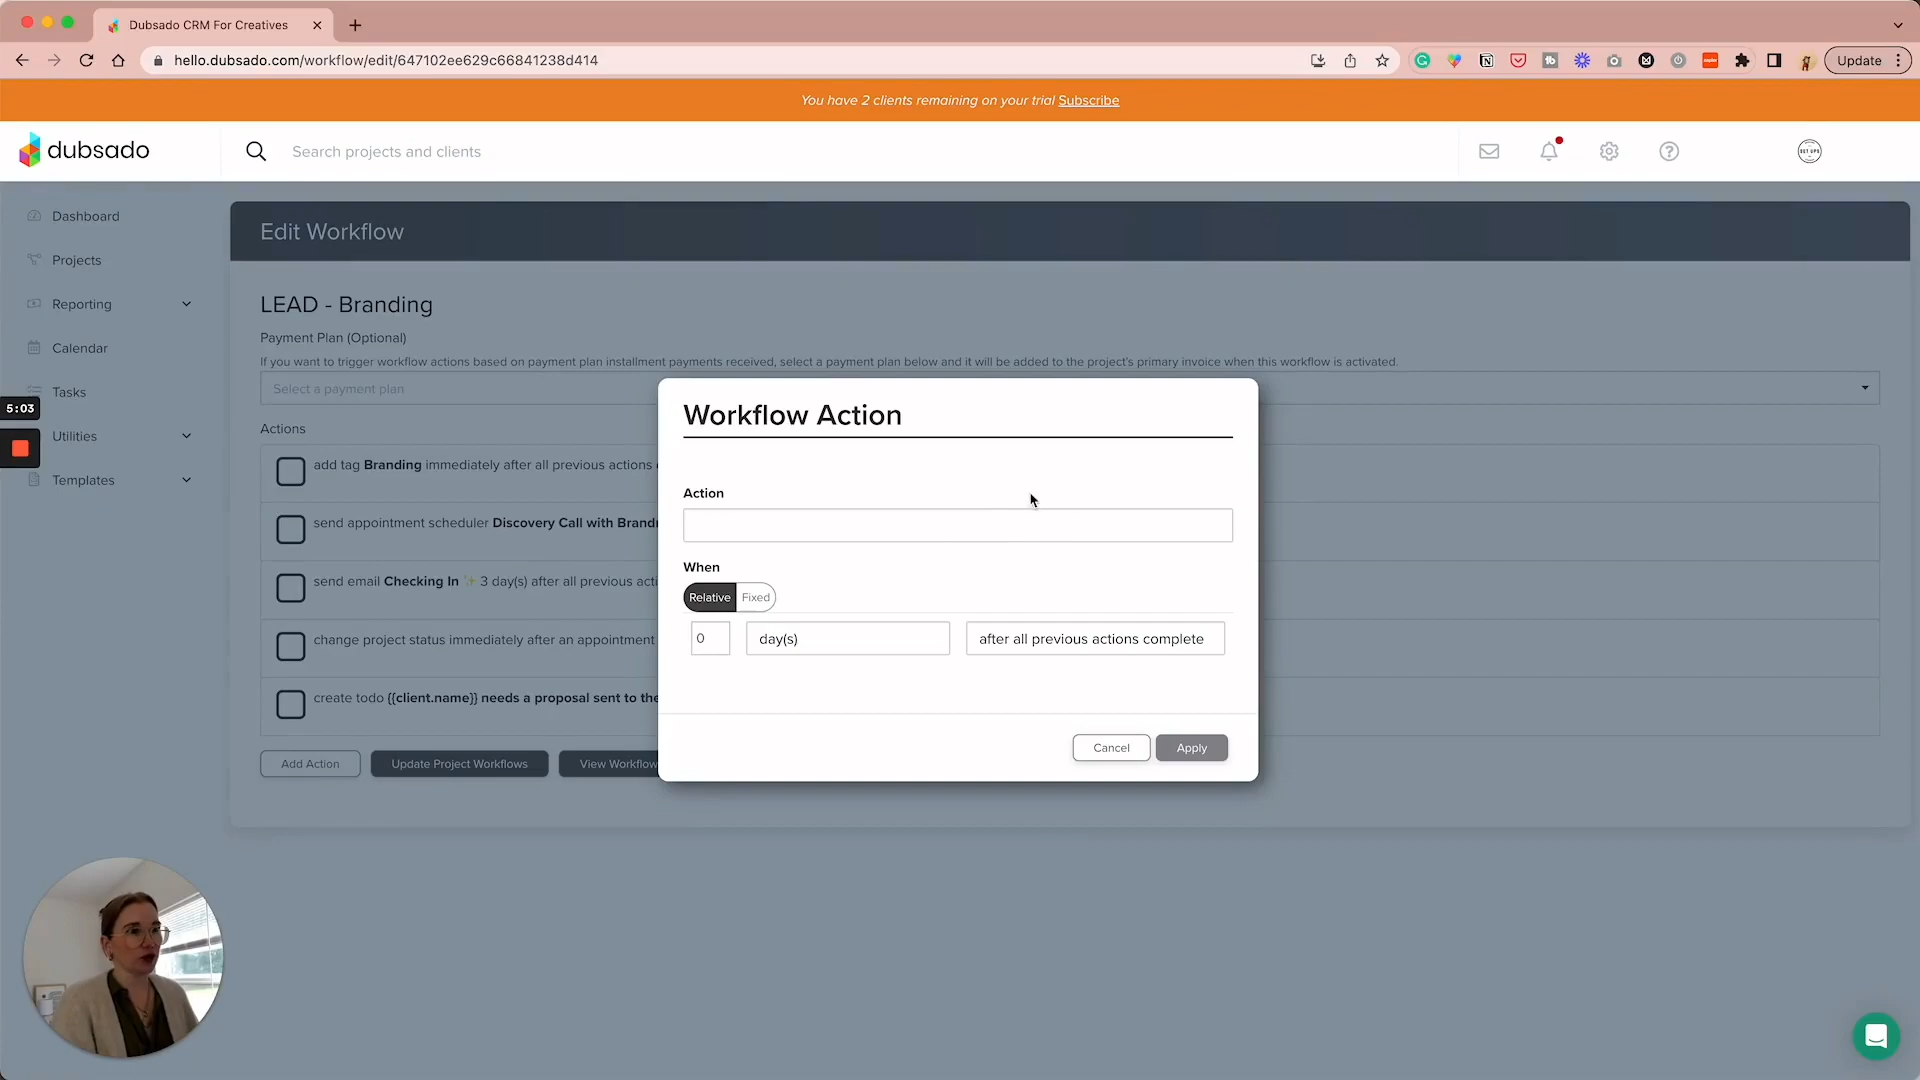 Dubsado CRM For Creatives
hello.dubsado.com/workflow/edit/647102ee629c66841238d414
Update
You have 2 clients remaining on your trial Subscribe
dubsado
Search projects and clients
SET UPS
Dashboard
Projects
Reporting
Calendar
Tasks
5:03
Utilities
Templates
Edit Workflow
LEAD - Branding
Payment Plan (Optional)
If you want to trigger workflow actions based on payment plan installment payments received, select a payment plan below and it will be added to the project's primary invoice when this workflow is activated.
Select a payment plan
Actions
add tag Branding immediately after all previous actions
send appointment scheduler Discovery Call with Brandi
send email Checking In ✨ 3 day(s) after all previous acti
change project status immediately after an appointment
create todo {{client.name}} needs a proposal sent to the
Add Action
Update Project Workflows
View Workflow
Workflow Action
Action
When
Relative
Fixed
0
day(s)
after all previous actions complete
Cancel
Apply